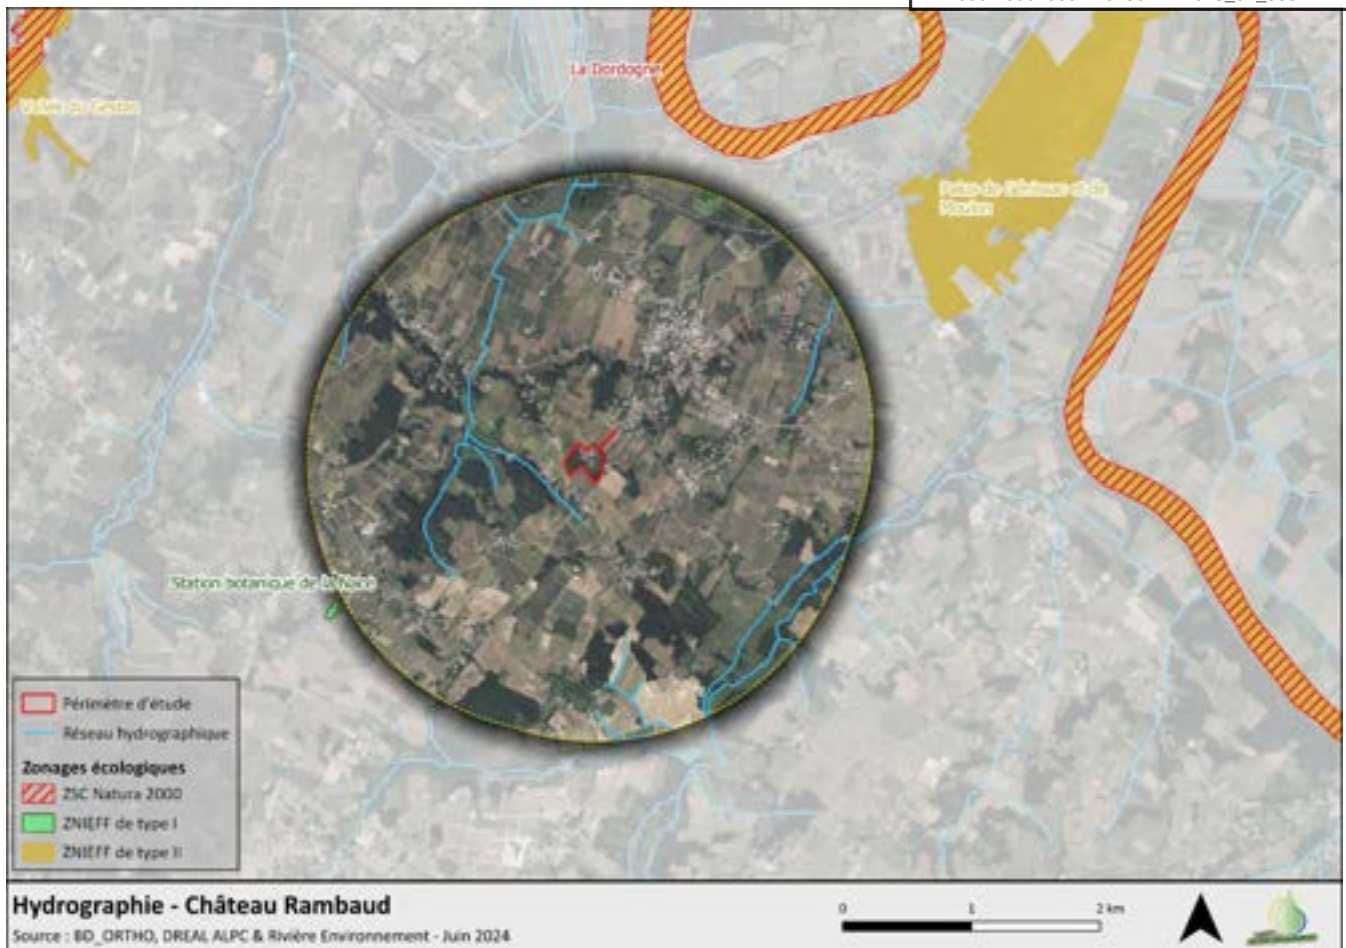 La Dordogne
Vallée du Gestas
Palus de Génissac et de
Moulon
Station botanique de la Nace
Périmètre d'étude
Réseau hydrographique
Zonages écologiques
ZSC Natura 2000
ZNIEFF de type I
ZNIEFF de type II
Hydrographie - Château Rambaud
Source : BD_ORTHO, DREAL ALPC & Rivière Environnement - Juin 2024
0 1 2 km